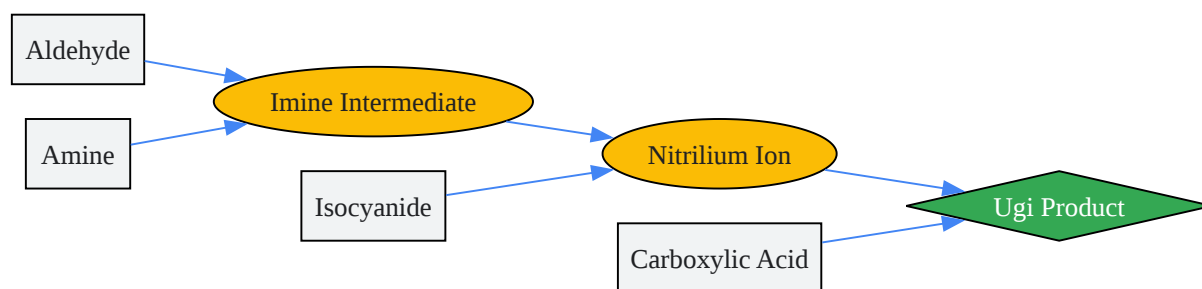 Aldehyde
Amine
Imine Intermediate
Isocyanide
Nitrilium Ion
Carboxylic Acid
Ugi Product